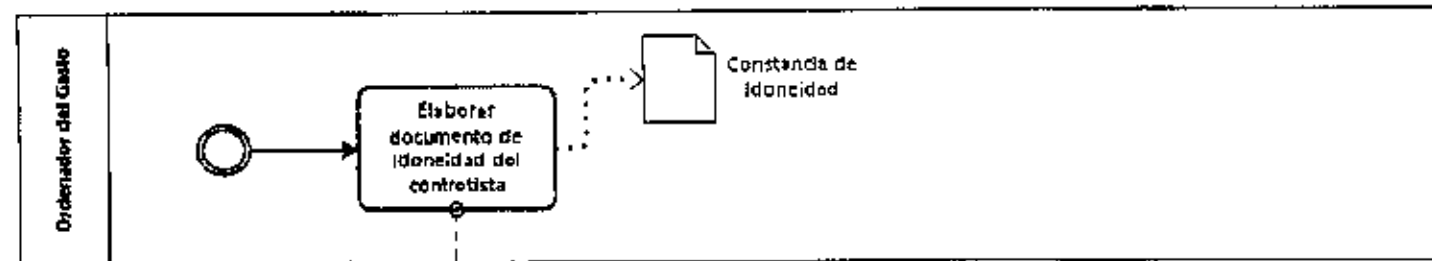 Ordenador del Gasto
Elaborar
documento de
idoneidad del
contratista
Constancia de
Idoneidad